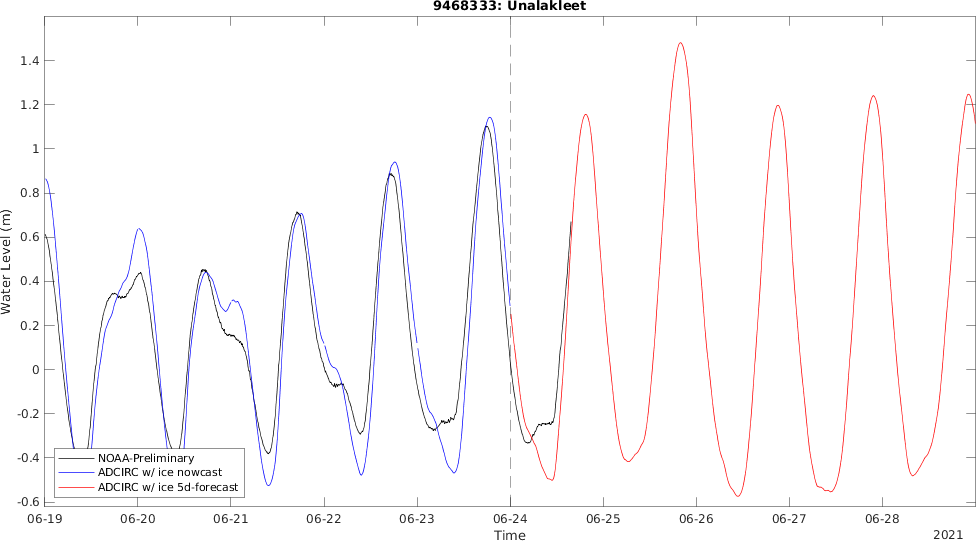 9468333: Unalakleet
Water Level (m)
1.4
1.2
1
0.8
0.6
0.4
0.2
0
-0.2
-0.4
-0.6
NOAA-Preliminary
ADCIRC w/ ice nowcast
ADCIRC w/ ice 5d-forecast
06-19 06-20 06-21 06-22 06-23 06-24 06-25 06-26 06-27 06-28
Time
2021